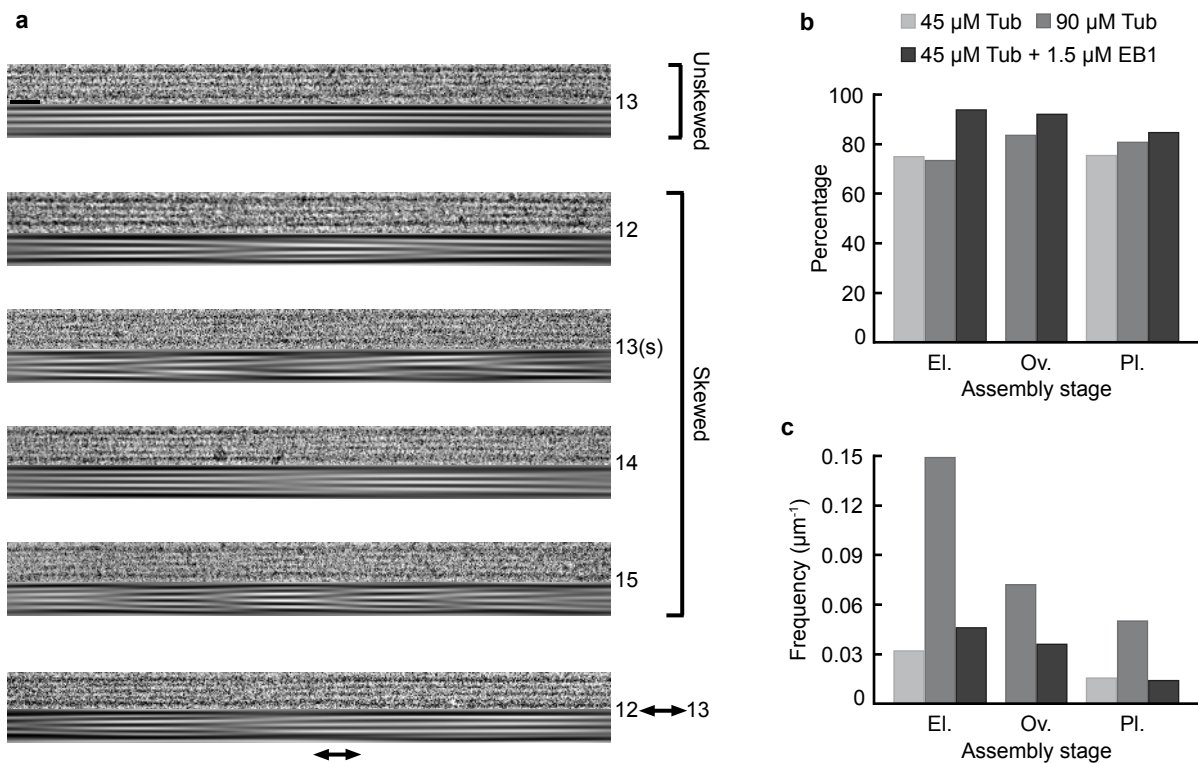 a
13
Unskewed
12
13(s)
14
15
Skewed
12 13
b
45 µM Tub 90 µM Tub
45 µM Tub + 1.5 µM EB1
100
80
60
40
20
0
Percentage
El. Ov. Pl.
Assembly stage
c
0.15
0.12
0.09
0.06
0.03
0
Frequency (µm⁻¹)
El. Ov. Pl.
Assembly stage